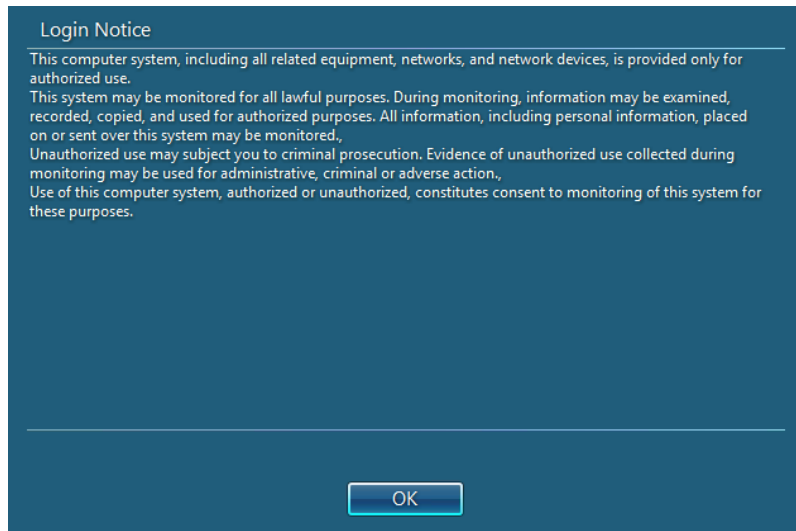 Login Notice
This computer system, including all related equipment, networks, and network devices, is provided only for
authorized use.
This system may be monitored for all lawful purposes. During monitoring, information may be examined,
recorded, copied, and used for authorized purposes. All information, including personal information, placed
on or sent over this system may be monitored.,
Unauthorized use may subject you to criminal prosecution. Evidence of unauthorized use collected during
monitoring may be used for administrative, criminal or adverse action.,
Use of this computer system, authorized or unauthorized, constitutes consent to monitoring of this system for
these purposes.
OK